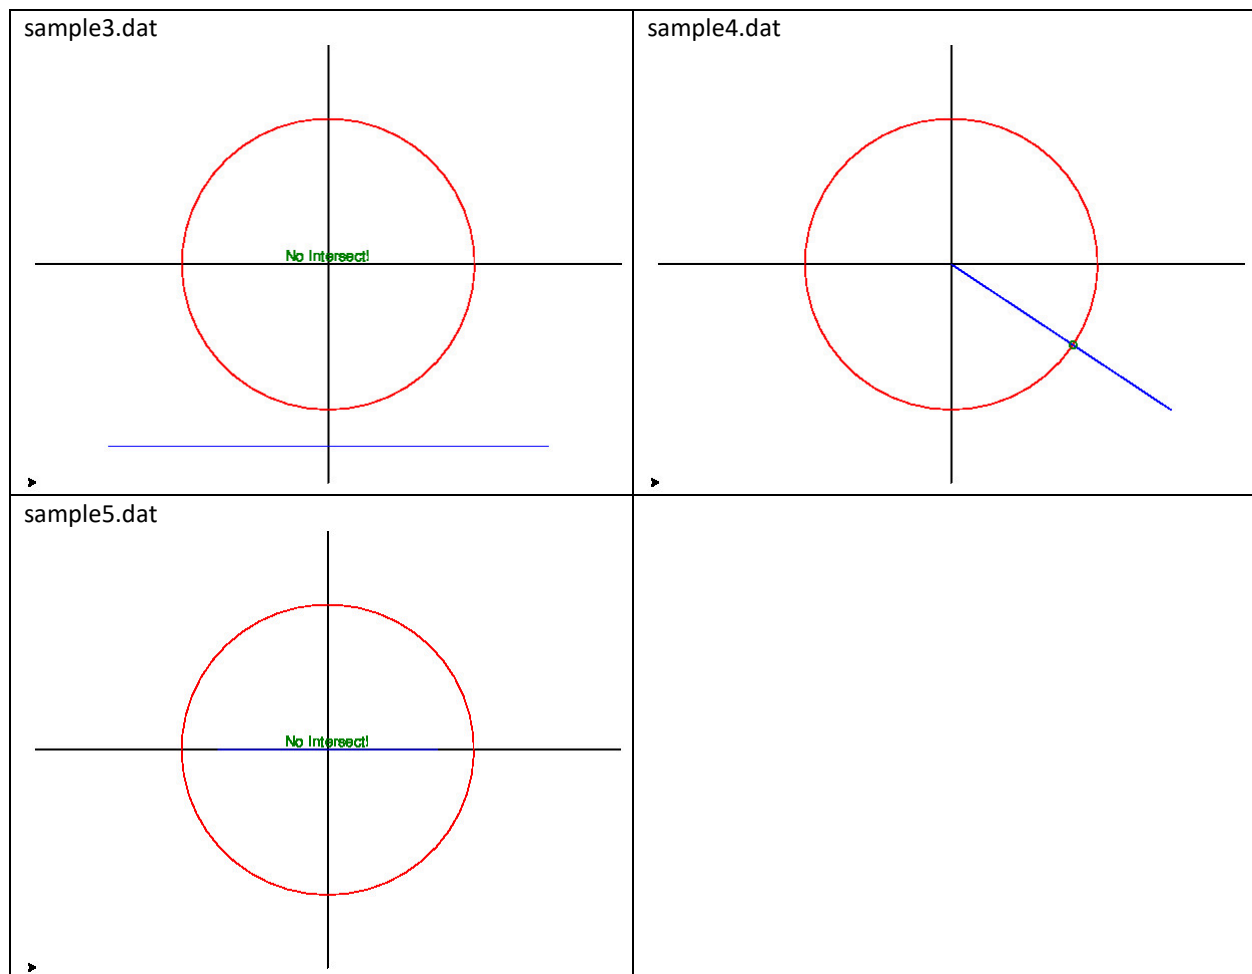 sample3.dat
No Intersect!
sample4.dat
sample5.dat
No Intersect!